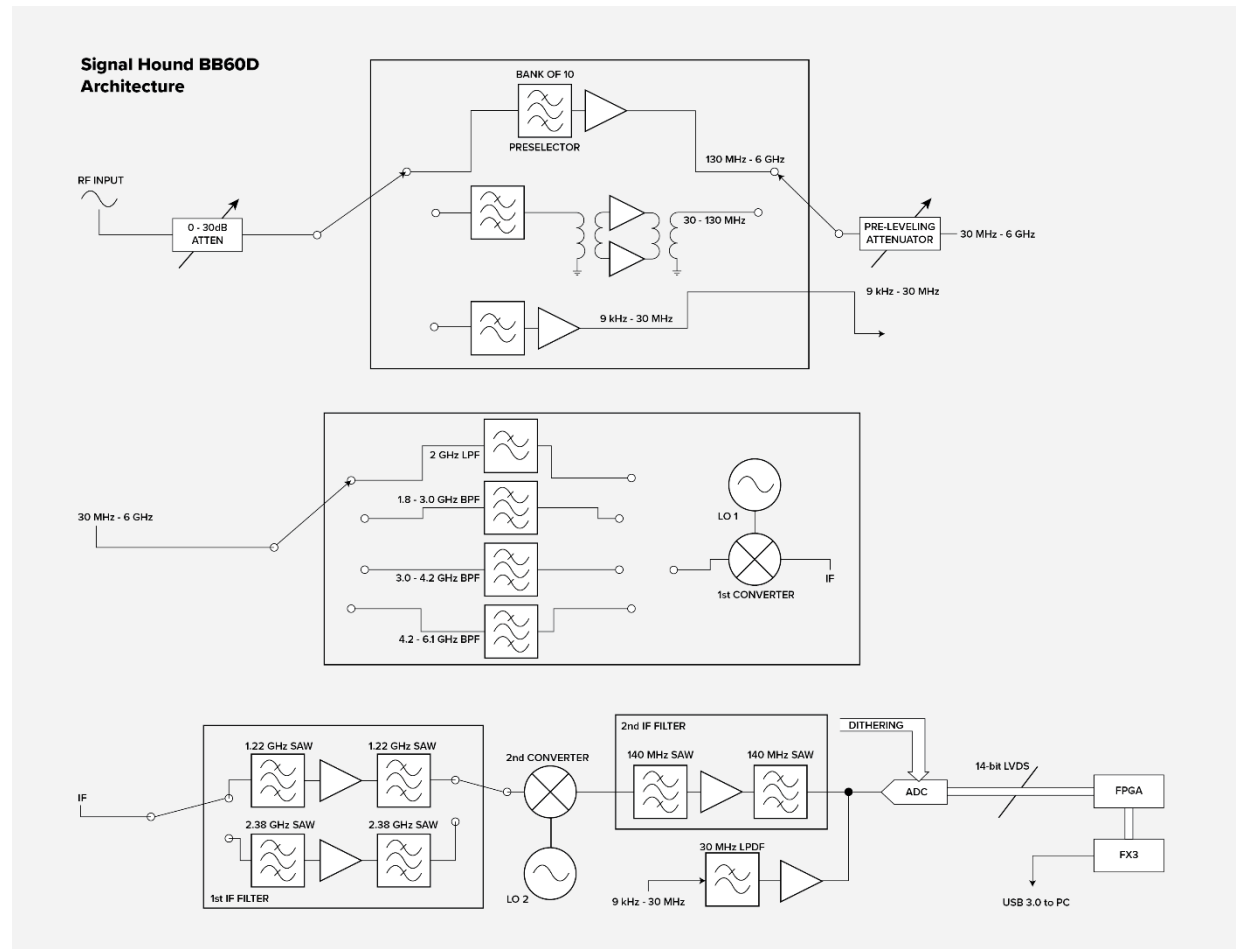 Signal Hound BB60D
Architecture
BANK OF 10
PRESELECTOR
130 MHz - 6 GHz
RF INPUT
0 - 30dB
ATTEN
30 - 130 MHz
PRE-LEVELING
ATTENUATOR
30 MHz - 6 GHz
9 kHz - 30 MHz
9 kHz - 30 MHz
2 GHz LPF
1.8 - 3.0 GHz BPF
30 MHz - 6 GHz
LO 1
3.0 - 4.2 GHz BPF
IF
1st CONVERTER
4.2 - 6.1 GHz BPF
2nd IF FILTER
DITHERING
1.22 GHz SAW
1.22 GHz SAW
2nd CONVERTER
140 MHz SAW
140 MHz SAW
14-bit LVDS
IF
ADC
FPGA
2.38 GHz SAW
2.38 GHz SAW
30 MHz LPDF
FX3
1st IF FILTER
LO 2
9 kHz - 30 MHz
USB 3.0 to PC